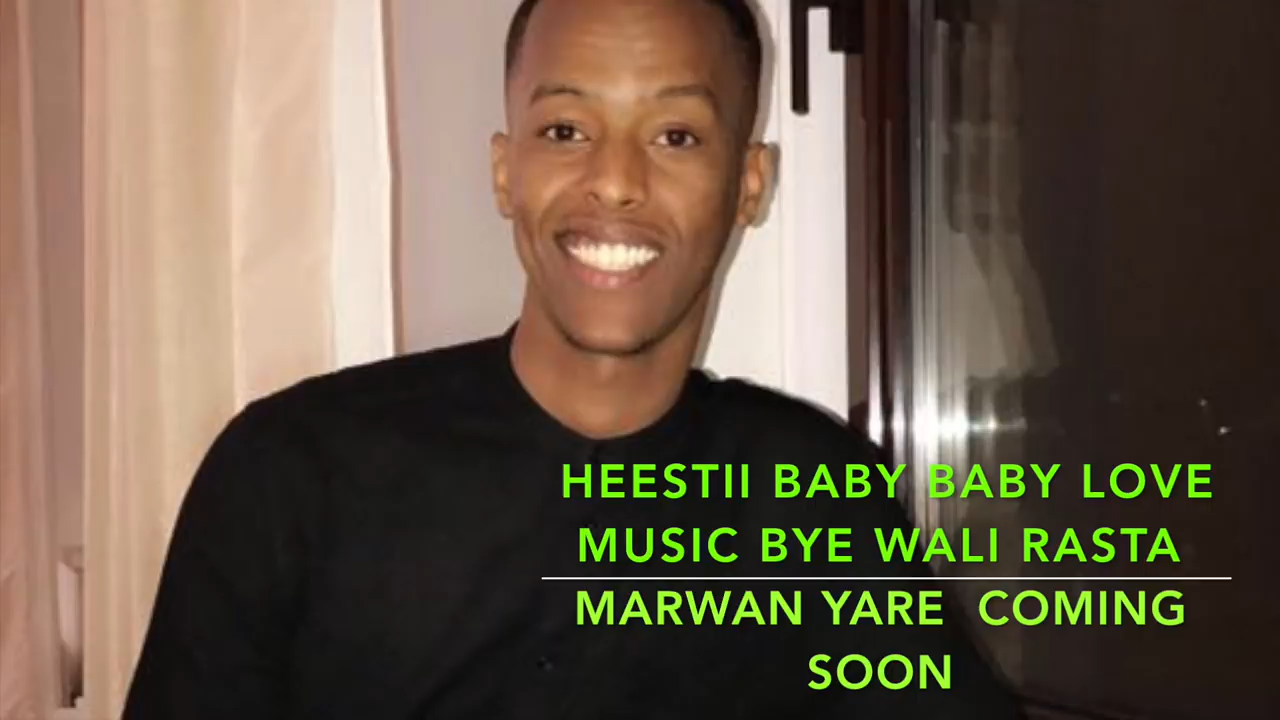 HEESTII BABY BABY LOVE
MUSIC BYE WALI RASTA
MARWAN YARE COMING
SOON